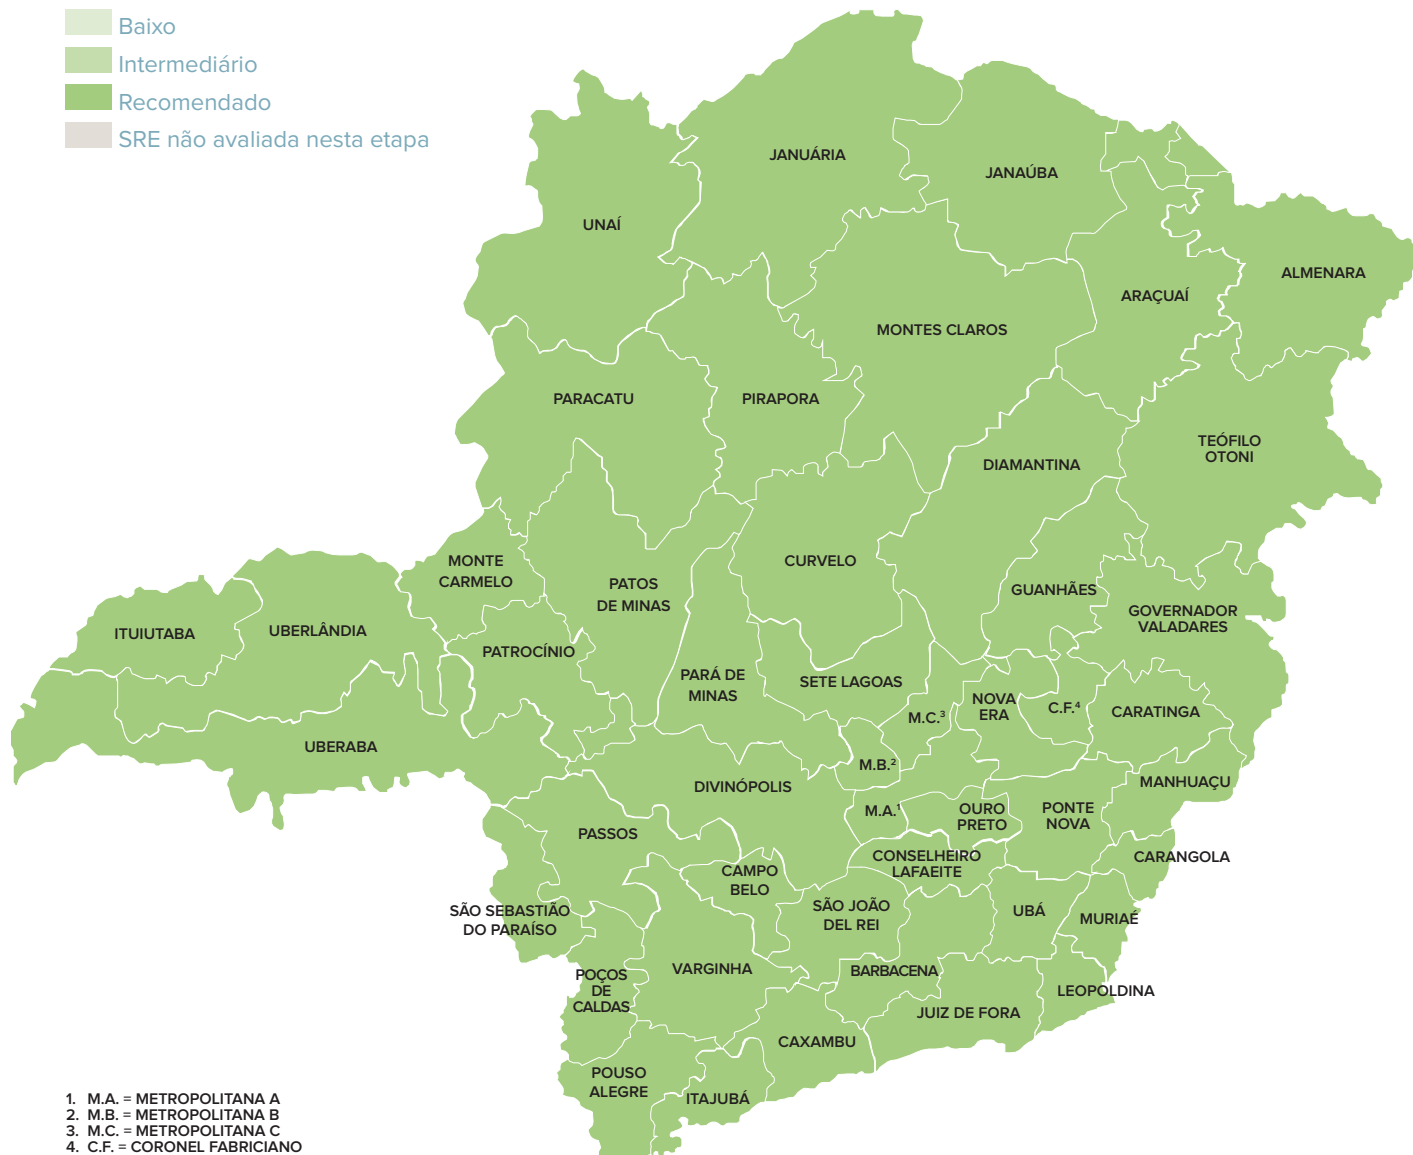 Baixo
Intermediário
Recomendado
SRE não avaliada nesta etapa
JANUÁRIA
JANAÚBA
UNAÍ
ALMENARA
ARAÇUAÍ
MONTES CLAROS
PARACATU
PIRAPORA
TEÓFILO
OTONI
DIAMANTINA
MONTE
CARMELO
CURVELO
PATOS
DE MINAS
GUANHÃES
GOVERNADOR
VALADARES
ITUIUTABA
UBERLÂNDIA
PATROCÍNIO
PARÁ DE
MINAS
SETE LAGOAS
M.C.³
NOVA
ERA
C.F.⁴
CARATINGA
UBERABA
M.B.²
DIVINÓPOLIS
MANHUAÇU
M.A.¹
OURO
PRETO
PONTE
NOVA
PASSOS
CONSELHEIRO
LAFAEITE
CARANGOLA
CAMPO
BELO
SÃO SEBASTIÃO
DO PARAÍSO
SÃO JOÃO
DEL REI
UBÁ
MURIAÉ
POÇOS
DE
CALDAS
VARGINHA
BARBACENA
LEOPOLDINA
JUIZ DE FORA
CAXAMBU
POUSO
ALEGRE
ITAJUBÁ
1. M.A. = METROPOLITANA A
2. M.B. = METROPOLITANA B
3. M.C. = METROPOLITANA C
4. C.F. = CORONEL FABRICIANO